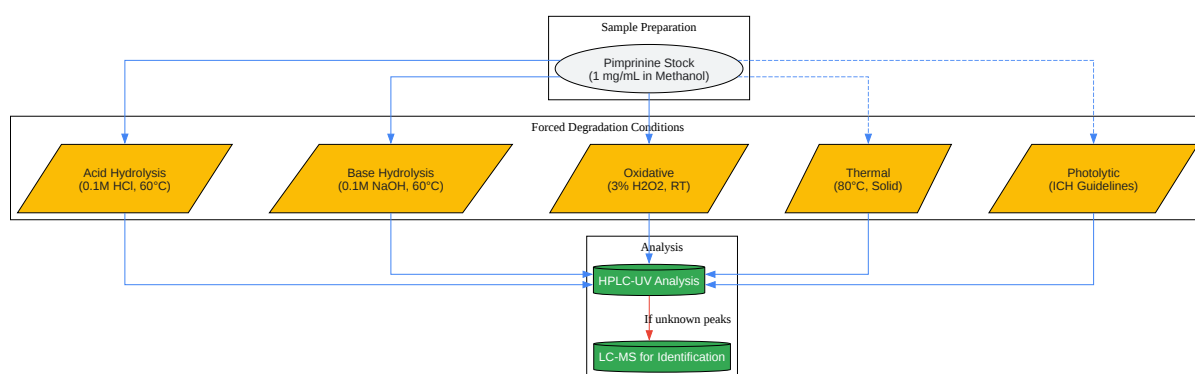 Sample Preparation
Pimprinine Stock
(1 mg/mL in Methanol)
Forced Degradation Conditions
Acid Hydrolysis
(0.1M HCl, 60°C)
Base Hydrolysis
(0.1M NaOH, 60°C)
Oxidative
(3% H2O2, RT)
Thermal
(80°C, Solid)
Photolytic
(ICH Guidelines)
Analysis
HPLC-UV Analysis
If unknown peaks
LC-MS for Identification